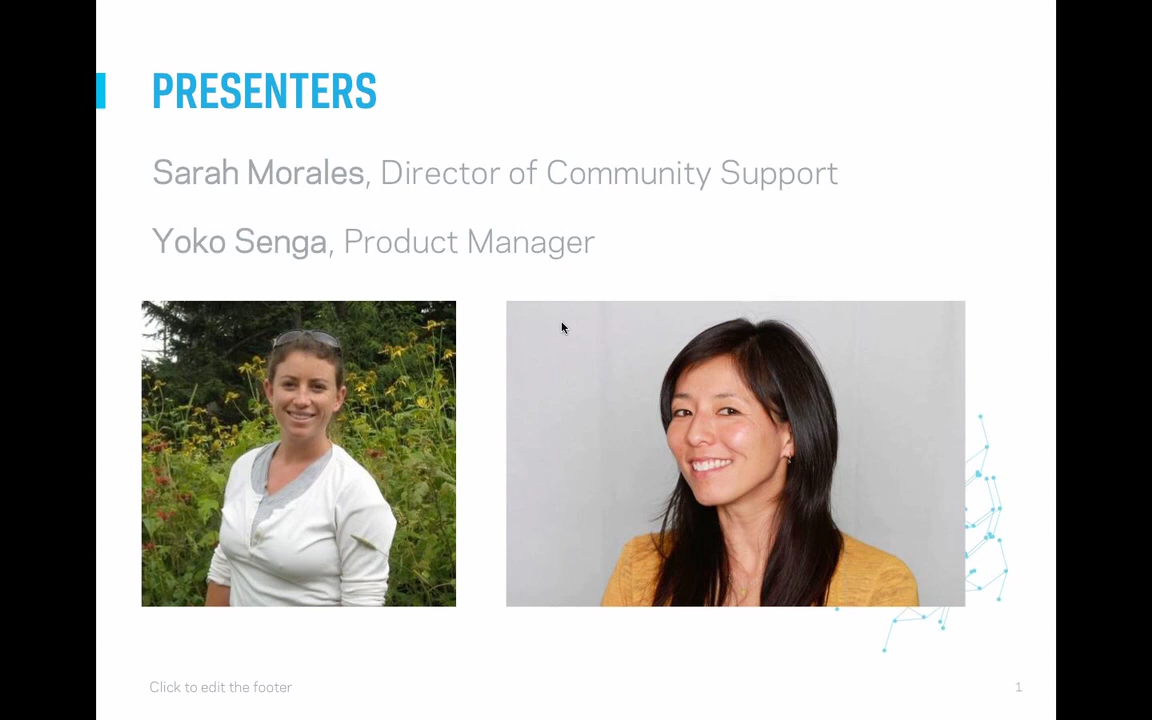 PRESENTERS
Sarah Morales, Director of Community Support
Yoko Senga, Product Manager
Click to edit the footer
1